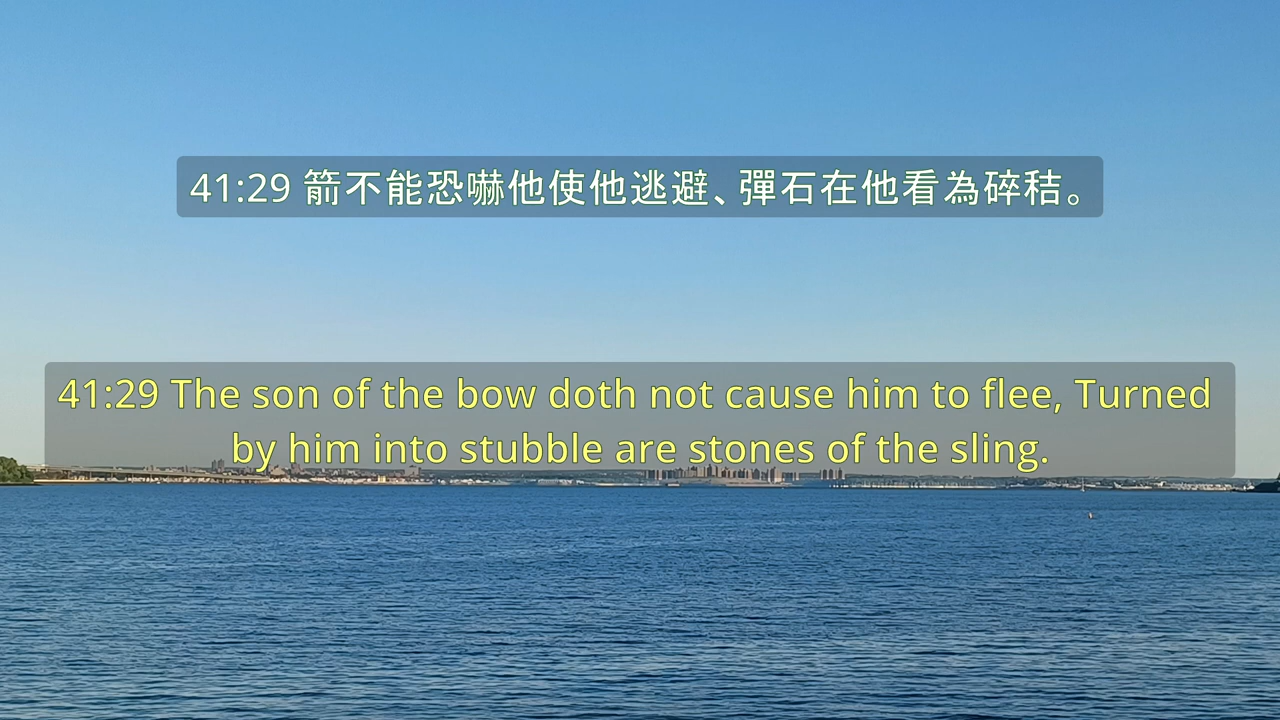 41:29 箭不能恐嚇他使他逃避、彈石在他看為碎秸。
41:29 The son of the bow doth not cause him to flee, Turned
by him into stubble are stones of the sling.